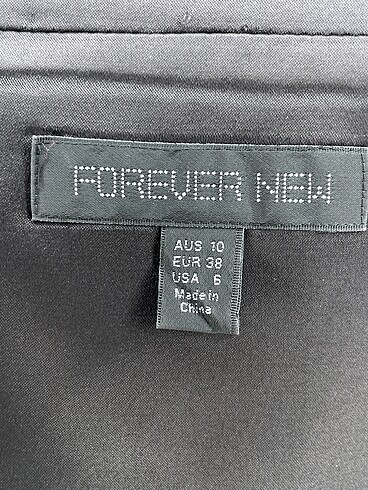 FOREVER NEW
AUS 10
EUR 38
USA 6
Made in
China